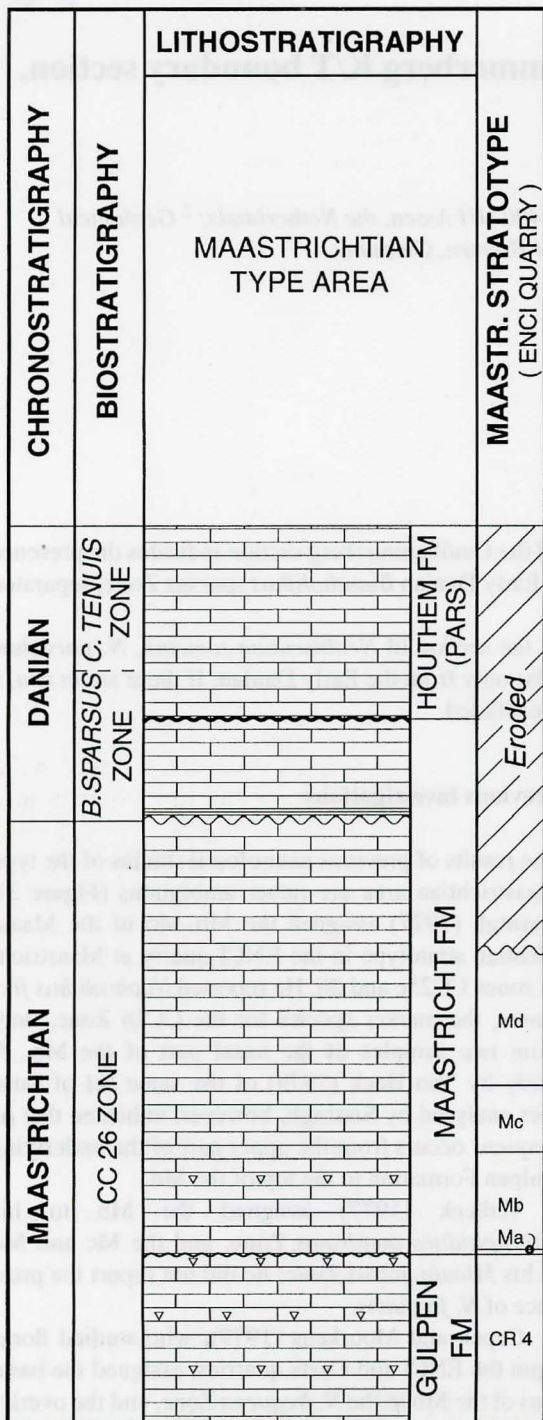 CHRONOSTRATIGRAPHY
BIOSTRATIGRAPHY
LITHOSTRATIGRAPHY
MAASTRICHTIAN
TYPE AREA
MAASTR. STRATOTYPE
( ENCI QUARRY )
DANIAN
MAASTRICHTIAN
C. TENUIS
ZONE
B.SPARSUS
ZONE
CC 26 ZONE
HOUTHEM FM
(PARS)
MAASTRICHT FM
GULPN
FM
Eroded
Md
Mc
Mb
Ma
CR 4